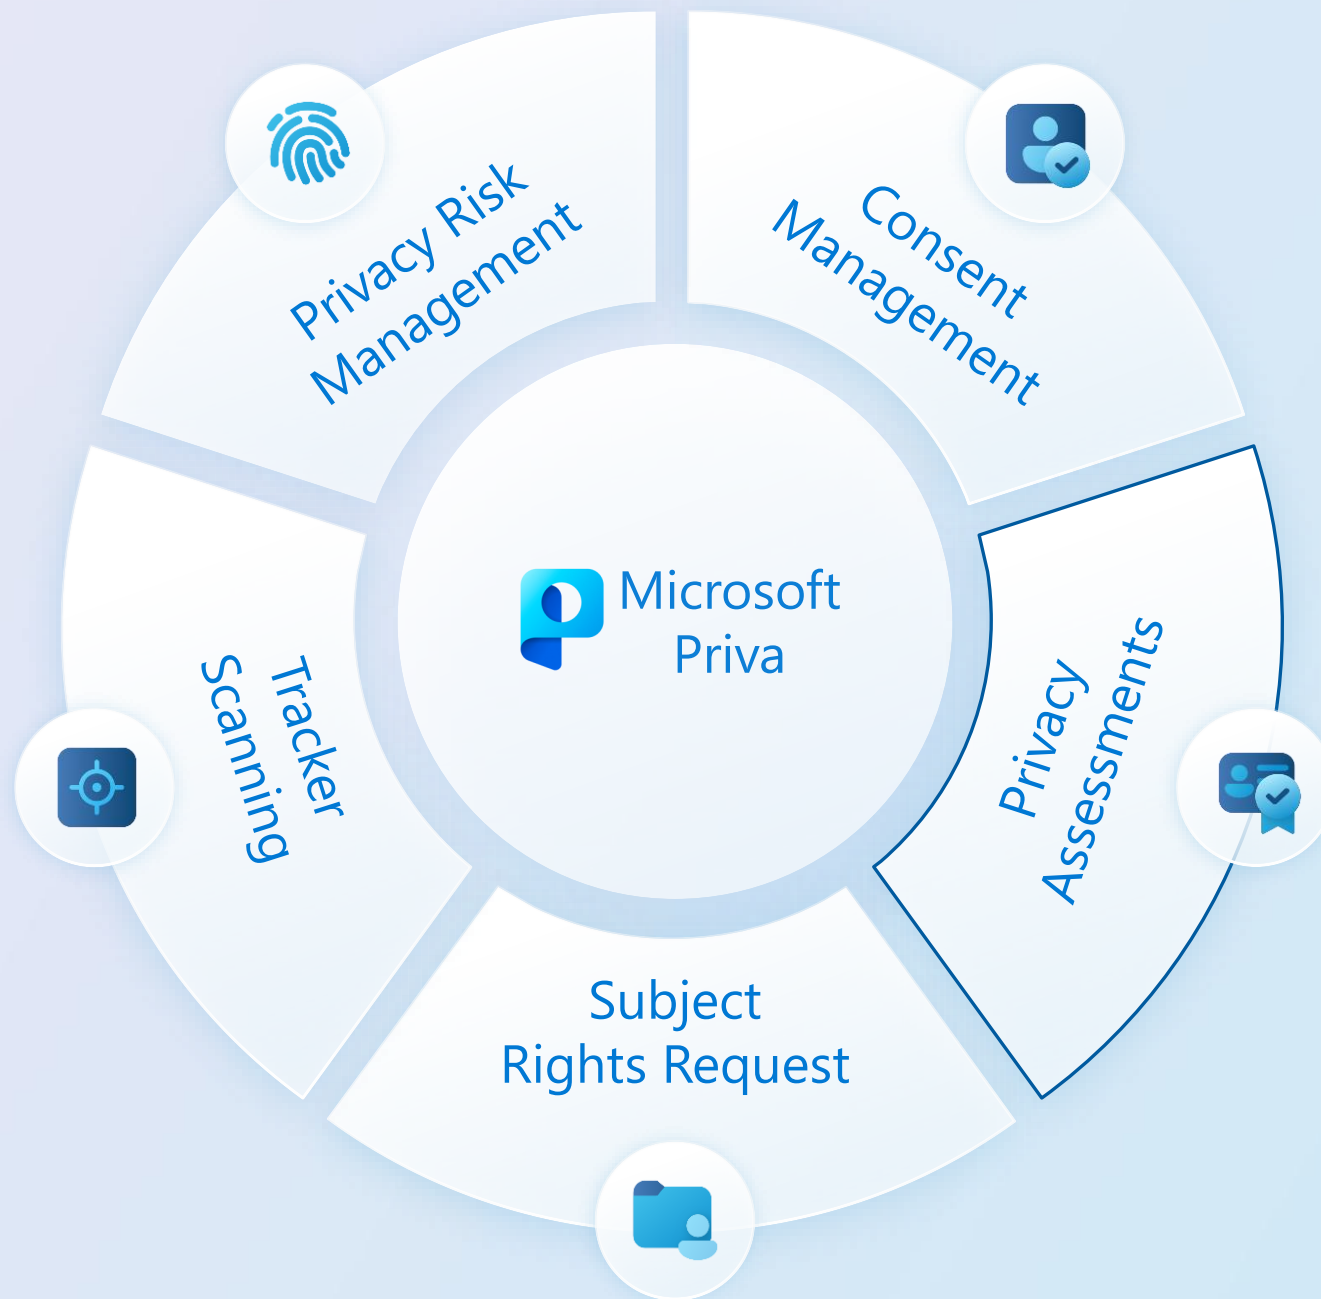 Privacy Risk
Management
Consent
Management
Microsoft
Priva
Tracker
Scanning
Privacy
Assessments
Subject
Rights Request